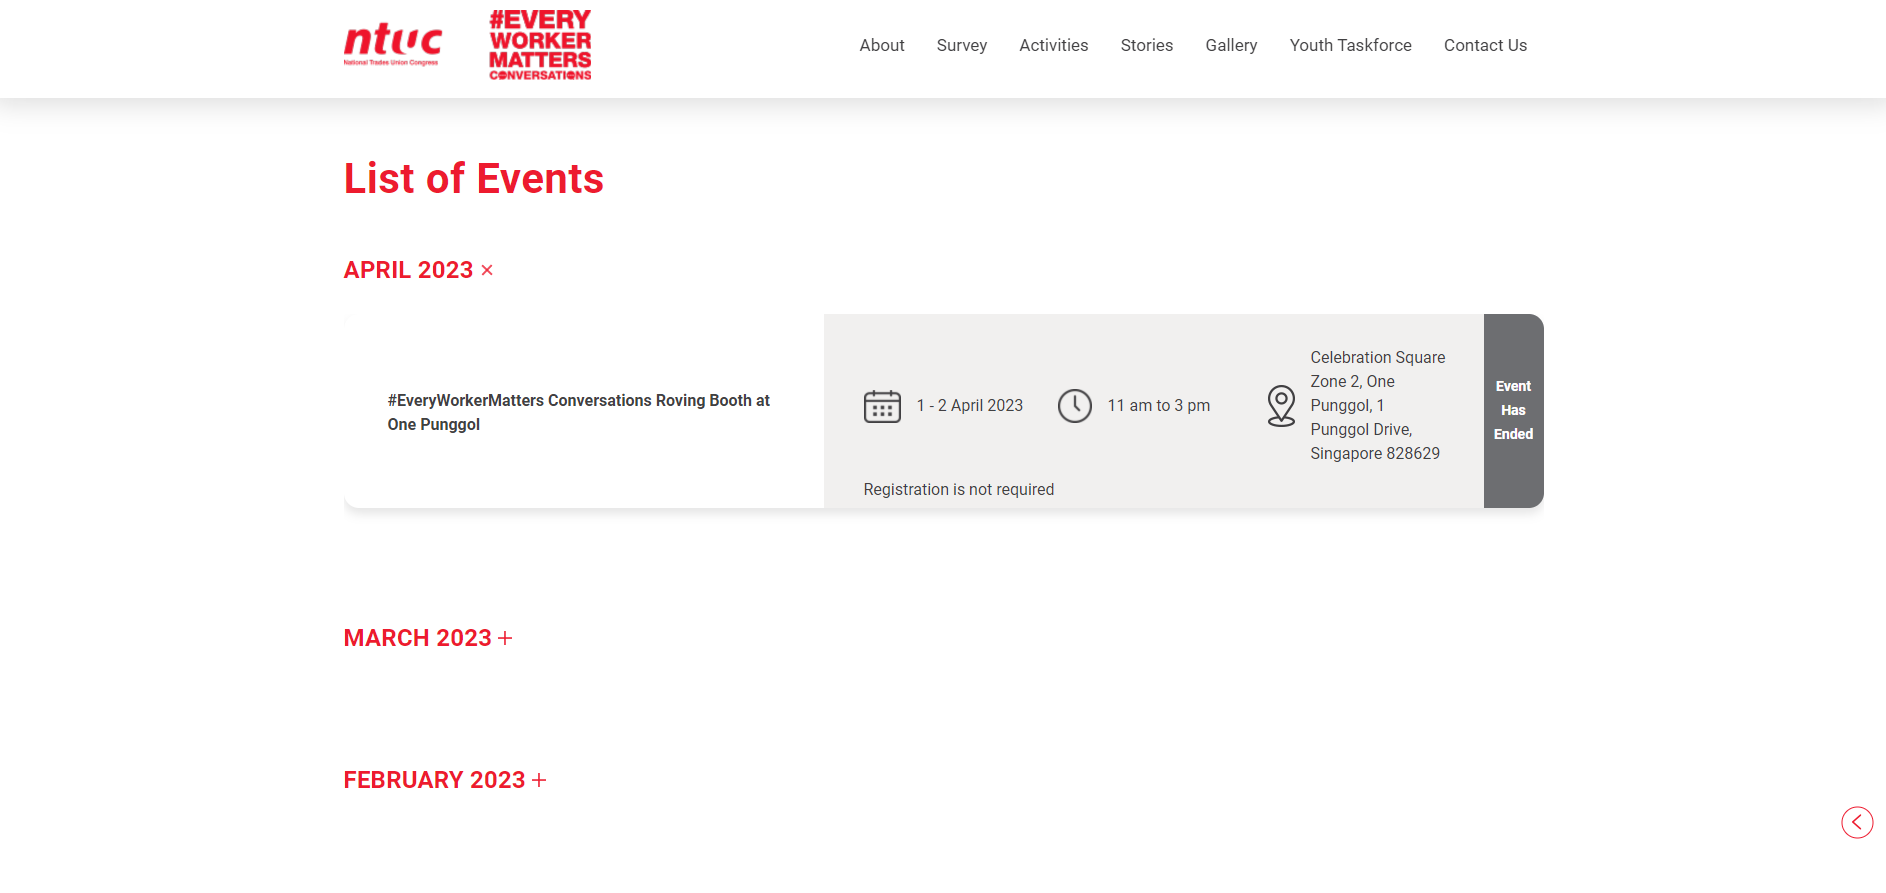 ntuc
National Trades Union Congress
#EVERY
WORKER
MATTERS
CONVERSATIONS
About
Survey
Activities
Stories
Gallery
Youth Taskforce
Contact Us
List of Events
APRIL 2023
#EveryWorkerMatters Conversations Roving Booth at
One Punggol
1 - 2 April 2023
11 am to 3 pm
Celebration Square
Zone 2, One
Punggol, 1
Punggol Drive,
Singapore 828629
Registration is not required
Event
Has
Ended
MARCH 2023
FEBRUARY 2023